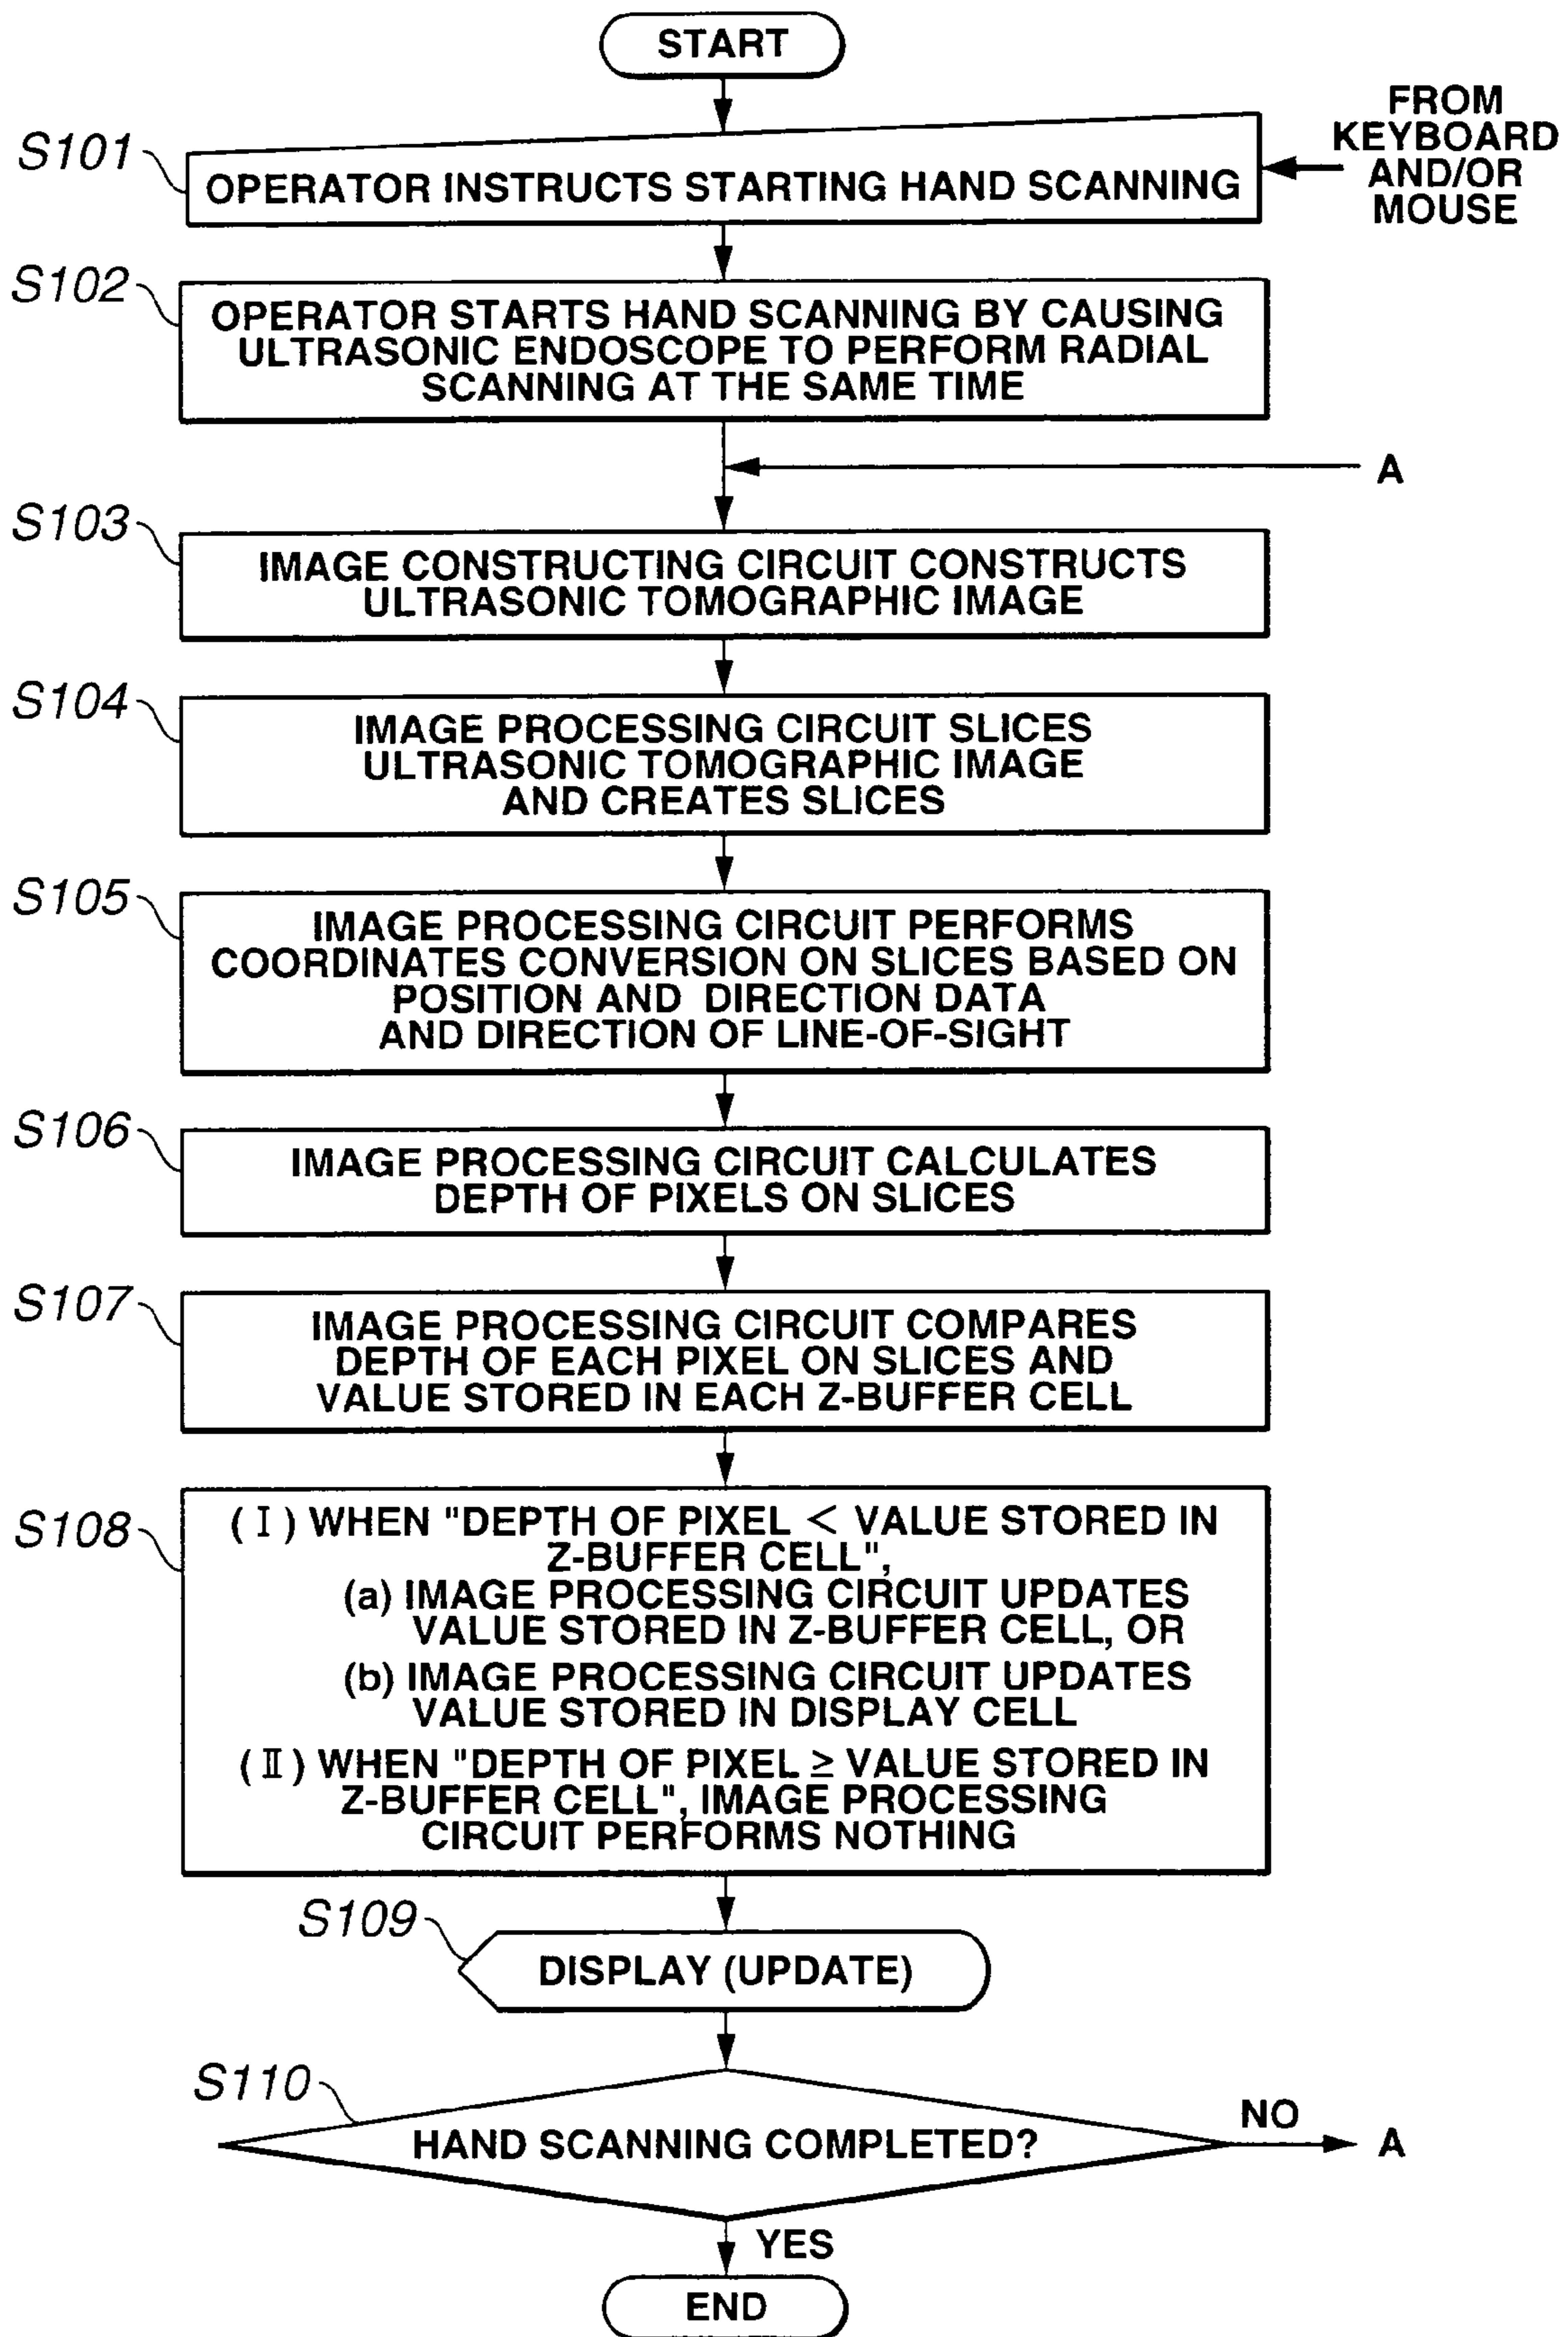 START
FROM
KEYBOARD
AND/OR
MOUSE
S101
OPERATOR INSTRUCTS STARTING HAND SCANNING
S102
OPERATOR STARTS HAND SCANNING BY CAUSING
ULTRASONIC ENDOSCOPE TO PERFORM RADIAL
SCANNING AT THE SAME TIME
A
S103
IMAGE CONSTRUCTING CIRCUIT CONSTRUCTS
ULTRASONIC TOMOGRAPHIC IMAGE
S104
IMAGE PROCESSING CIRCUIT SLICES
ULTRASONIC TOMOGRAPHIC IMAGE
AND CREATES SLICES
S105
IMAGE PROCESSING CIRCUIT PERFORMS
COORDINATES CONVERSION ON SLICES BASED ON
POSITION AND DIRECTION DATA
AND DIRECTION OF LINE-OF-SIGHT
S106
IMAGE PROCESSING CIRCUIT CALCULATES
DEPTH OF PIXELS ON SLICES
S107
IMAGE PROCESSING CIRCUIT COMPARES
DEPTH OF EACH PIXEL ON SLICES AND
VALUE STORED IN EACH Z-BUFFER CELL
S108
(Ⅰ) WHEN "DEPTH OF PIXEL < VALUE STORED IN
Z-BUFFER CELL",
(a) IMAGE PROCESSING CIRCUIT UPDATES
VALUE STORED IN Z-BUFFER CELL, OR
(b) IMAGE PROCESSING CIRCUIT UPDATES
VALUE STORED IN DISPLAY CELL
(Ⅱ) WHEN "DEPTH OF PIXEL ≥ VALUE STORED IN
Z-BUFFER CELL", IMAGE PROCESSING
CIRCUIT PERFORMS NOTHING
S109
DISPLAY (UPDATE)
S110
HAND SCANNING COMPLETED?
NO
A
YES
END